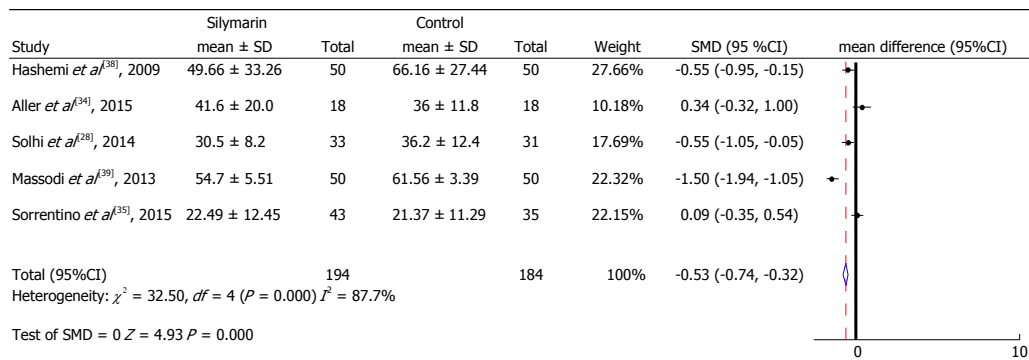 Silymarin Control
Study mean ± SD Total mean ± SD Total Weight SMD (95 %CI) mean difference (95%CI)
Hashemi et al[38], 2009 49.66 ± 33.26 50 66.16 ± 27.44 50 27.66% -0.55 (-0.95, -0.15)
Aller et al[34], 2015 41.6 ± 20.0 18 36 ± 11.8 18 10.18% 0.34 (-0.32, 1.00)
Solhi et al[28], 2014 30.5 ± 8.2 33 36.2 ± 12.4 31 17.69% -0.55 (-1.05, -0.05)
Massodi et al[39], 2013 54.7 ± 5.51 50 61.56 ± 3.39 50 22.32% -1.50 (-1.94, -1.05)
Sorrentino et al[35], 2015 22.49 ± 12.45 43 21.37 ± 11.29 35 22.15% 0.09 (-0.35, 0.54)
Total (95%CI) 194 184 100% -0.53 (-0.74, -0.32)
Heterogeneity: χ² = 32.50, df = 4 (P = 0.000) I² = 87.7%
Test of SMD = 0 Z = 4.93 P = 0.000
0 10